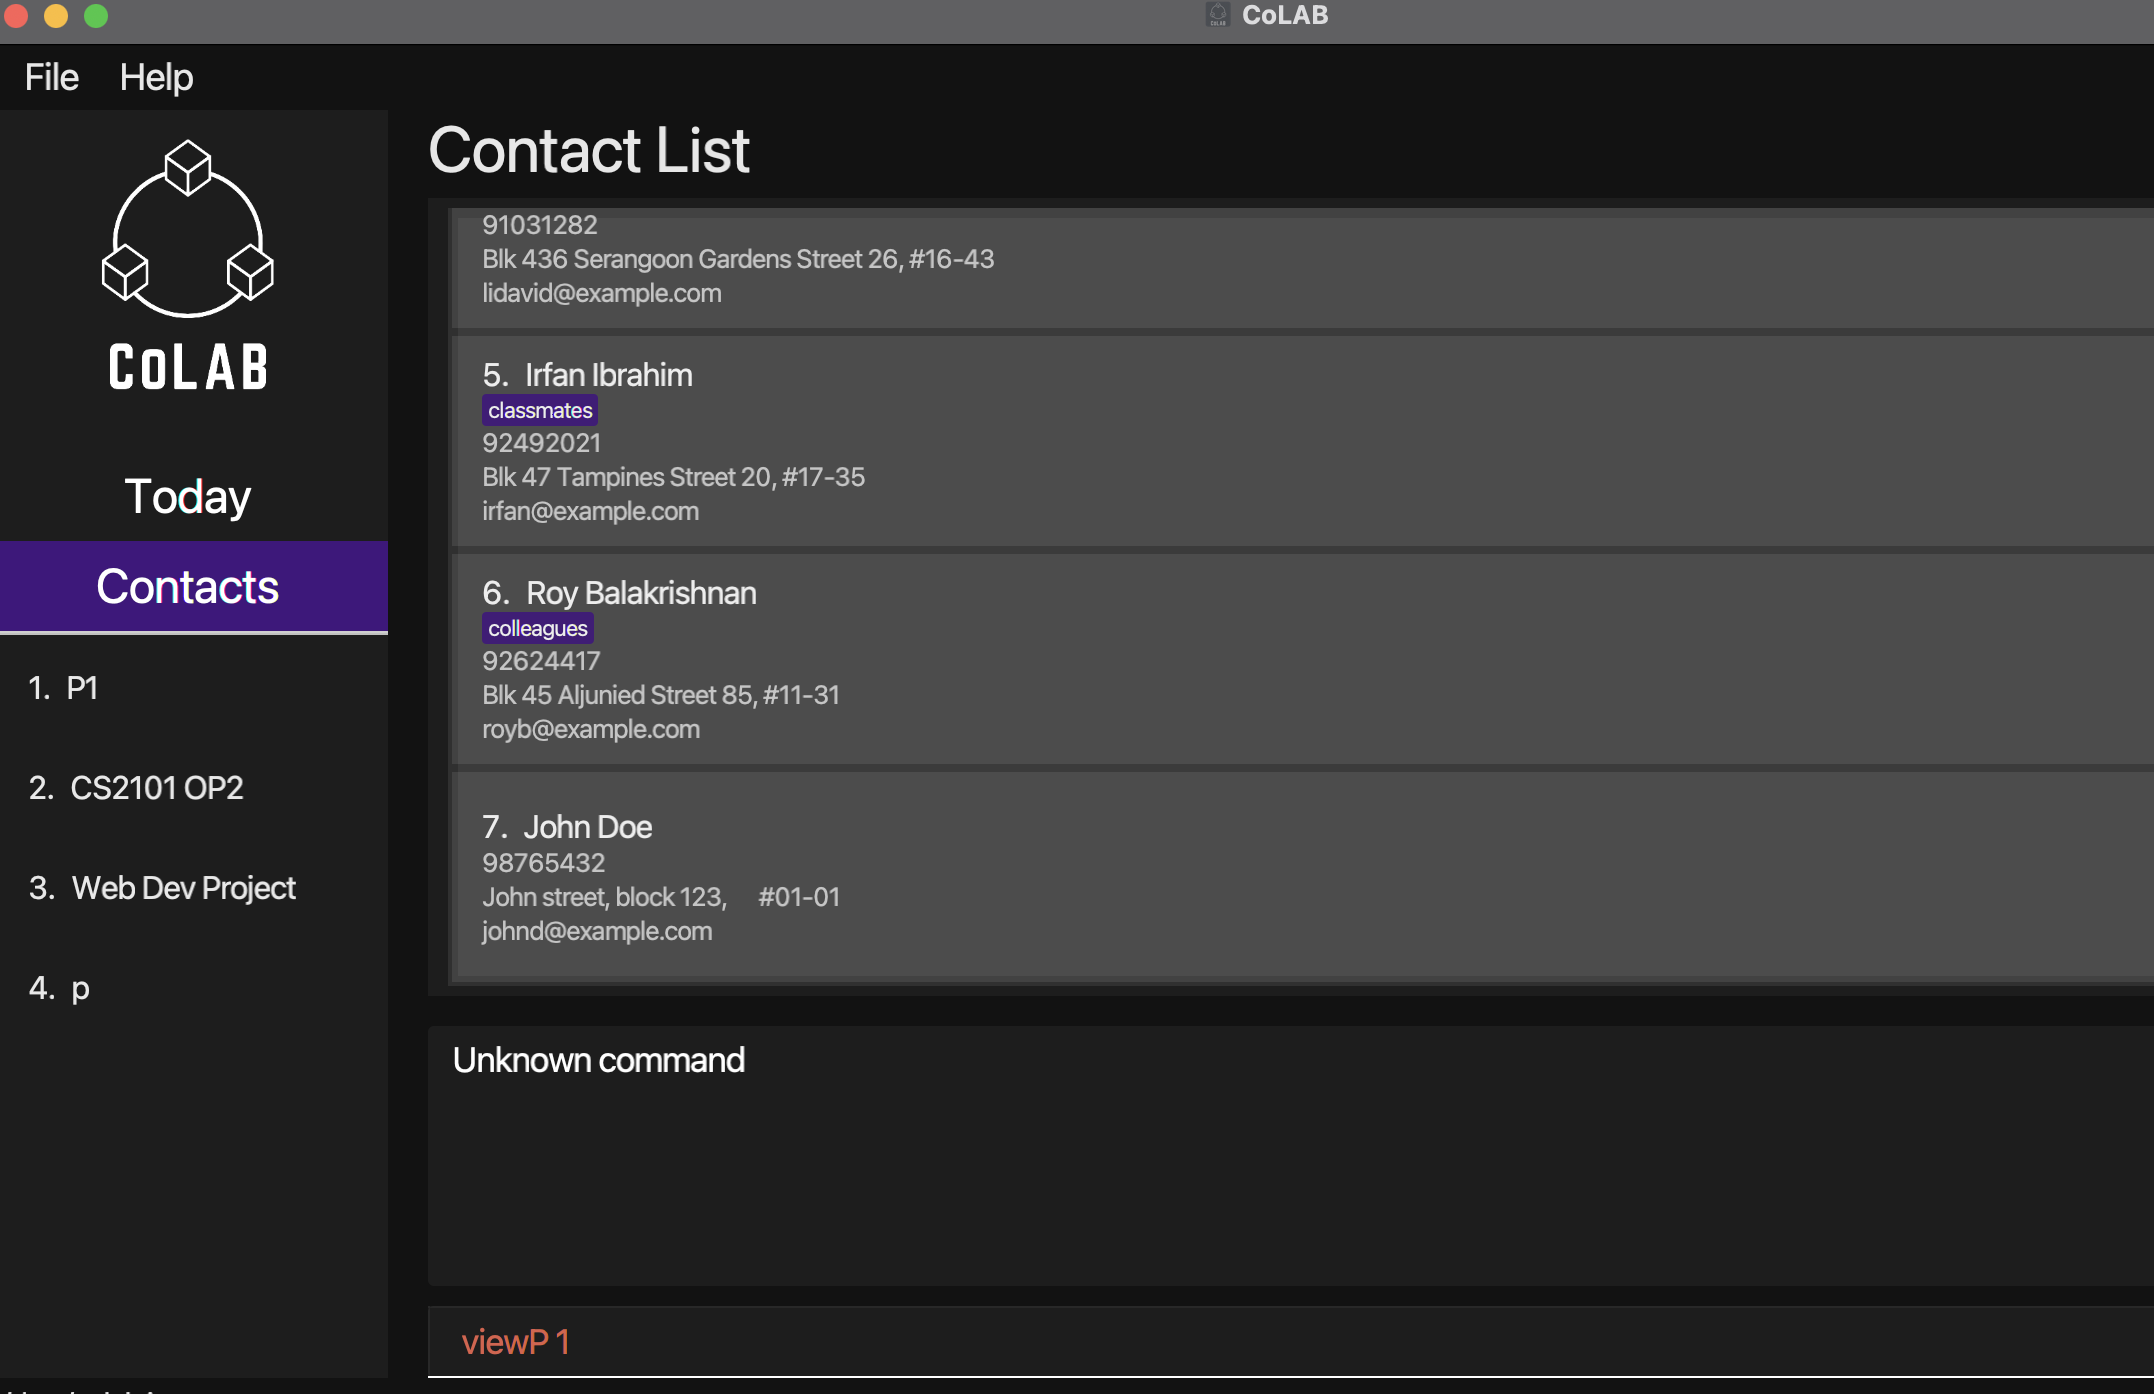 CoLAB
File Help
CoLAB
Today
Contacts
1. P1
2. CS2101 OP2
3. Web Dev Project
4. p
Contact List
91031282
Blk 436 Serangoon Gardens Street 26, #16-43
lidavid@example.com
5. Irfan Ibrahim
classmates
92492021
Blk 47 Tampines Street 20, #17-35
irfan@example.com
6. Roy Balakrishnan
colleagues
92624417
Blk 45 Aljunied Street 85, #11-31
royb@example.com
7. John Doe
98765432
John street, block 123, #01-01
johnd@example.com
Unknown command
viewP 1